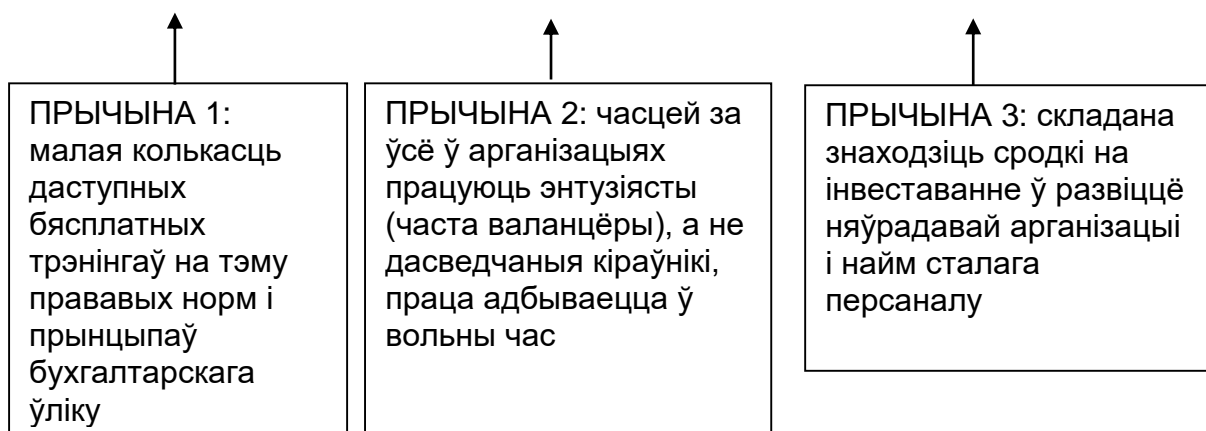 ПРЫЧЫНА 1:
малая колькасць
даступных
бясплатных
трэнінгаў на тэму
прававых норм і
прынцыпаў
бухгалтарскага
ўліку
ПРЫЧЫНА 2: часцей за
ўсё ў арганізацыях
працуюць энтузіясты
(часта валанцёры), а не
дасведчаныя кіраўнікі,
праца адбываецца ў
вольны час
ПРЫЧЫНА 3: складана
знаходзіць сродкі на
інвеставанне ў развіццё
няўрадавай арганізацыі
і найм сталага
персаналу